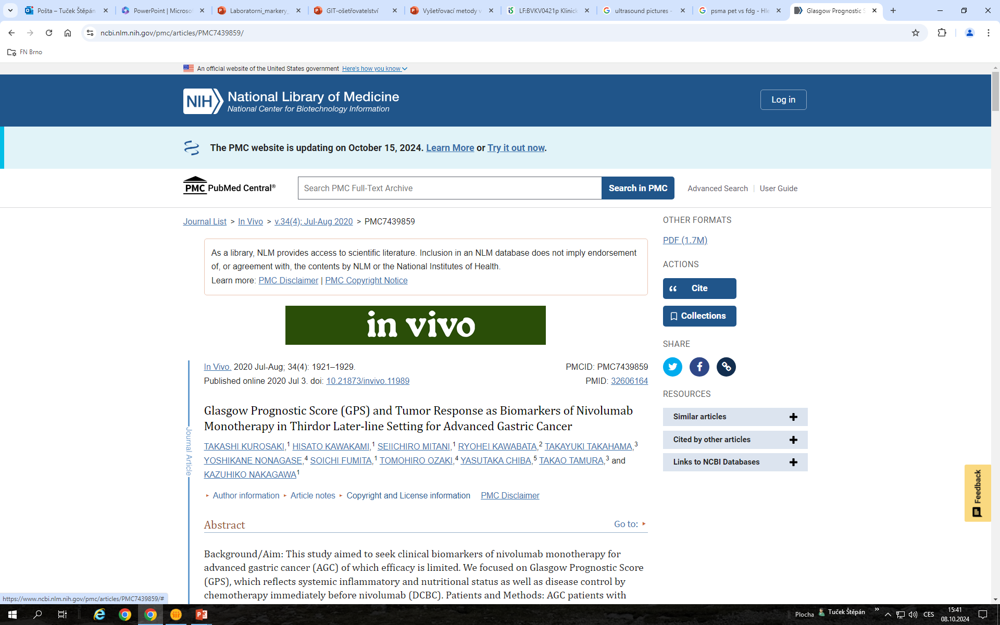 Pošta – Tuček Štěpán
PowerPoint | Microso
Laboratorni_markery_
GIT-ošetřovatelství
Vyšetřovací metody v
LF:BVKV0421p Klinick
ultrasound pictures -
psma pet vs fdg - Hle
Glasgow Prognostic S
ncbi.nlm.nih.gov/pmc/articles/PMC7439859/
FN Brno
An official website of the United States government Here's how you know
NIH National Library of Medicine
National Center for Biotechnology Information
Log in
The PMC website is updating on October 15, 2024. Learn More or Try it out now.
PMC PubMed Central®
Search PMC Full-Text Archive
Search in PMC
Advanced Search | User Guide
Journal List > In Vivo > v.34(4); Jul-Aug 2020 > PMC7439859
As a library, NLM provides access to scientific literature. Inclusion in an NLM database does not imply endorsement
of, or agreement with, the contents by NLM or the National Institutes of Health.
Learn more: PMC Disclaimer | PMC Copyright Notice
in vivo
Journal Article
In Vivo. 2020 Jul-Aug; 34(4): 1921–1929.
Published online 2020 Jul 3. doi: 10.21873/invivo.11989
PMCID: PMC7439859
PMID: 32606164
Glasgow Prognostic Score (GPS) and Tumor Response as Biomarkers of Nivolumab
Monotherapy in Thirdor Later-line Setting for Advanced Gastric Cancer
TAKASHI KUROSAKI,1 HISATO KAWAKAMI,1 SEIICHIRO MITANI,1 RYOHEI KAWABATA,2 TAKAYUKI TAKAHAMA,3
YOSHIKANE NONAGASE,4 SOICHI FUMITA,1 TOMOHIRO OZAKI,4 YASUTAKA CHIBA,5 TAKAO TAMURA,3 and
KAZUHIKO NAKAGAWA1
Author information Article notes Copyright and License information PMC Disclaimer
Abstract
Go to:
Background/Aim: This study aimed to seek clinical biomarkers of nivolumab monotherapy for
advanced gastric cancer (AGC) of which efficacy is limited. We focused on Glasgow Prognostic Score
(GPS), which reflects systemic inflammatory and nutritional status as well as disease control by
chemotherapy immediately before nivolumab (DCBC). Patients and Methods: AGC patients with
OTHER FORMATS
PDF (1.7M)
ACTIONS
Cite
Collections
SHARE
RESOURCES
Similar articles
Cited by other articles
Links to NCBI Databases
Feedback
https://www.ncbi.nlm.nih.gov/pmc/articles/PMC7439859/#
Plocha
Tuček Štěpán
CES
15:41
08.10.2024